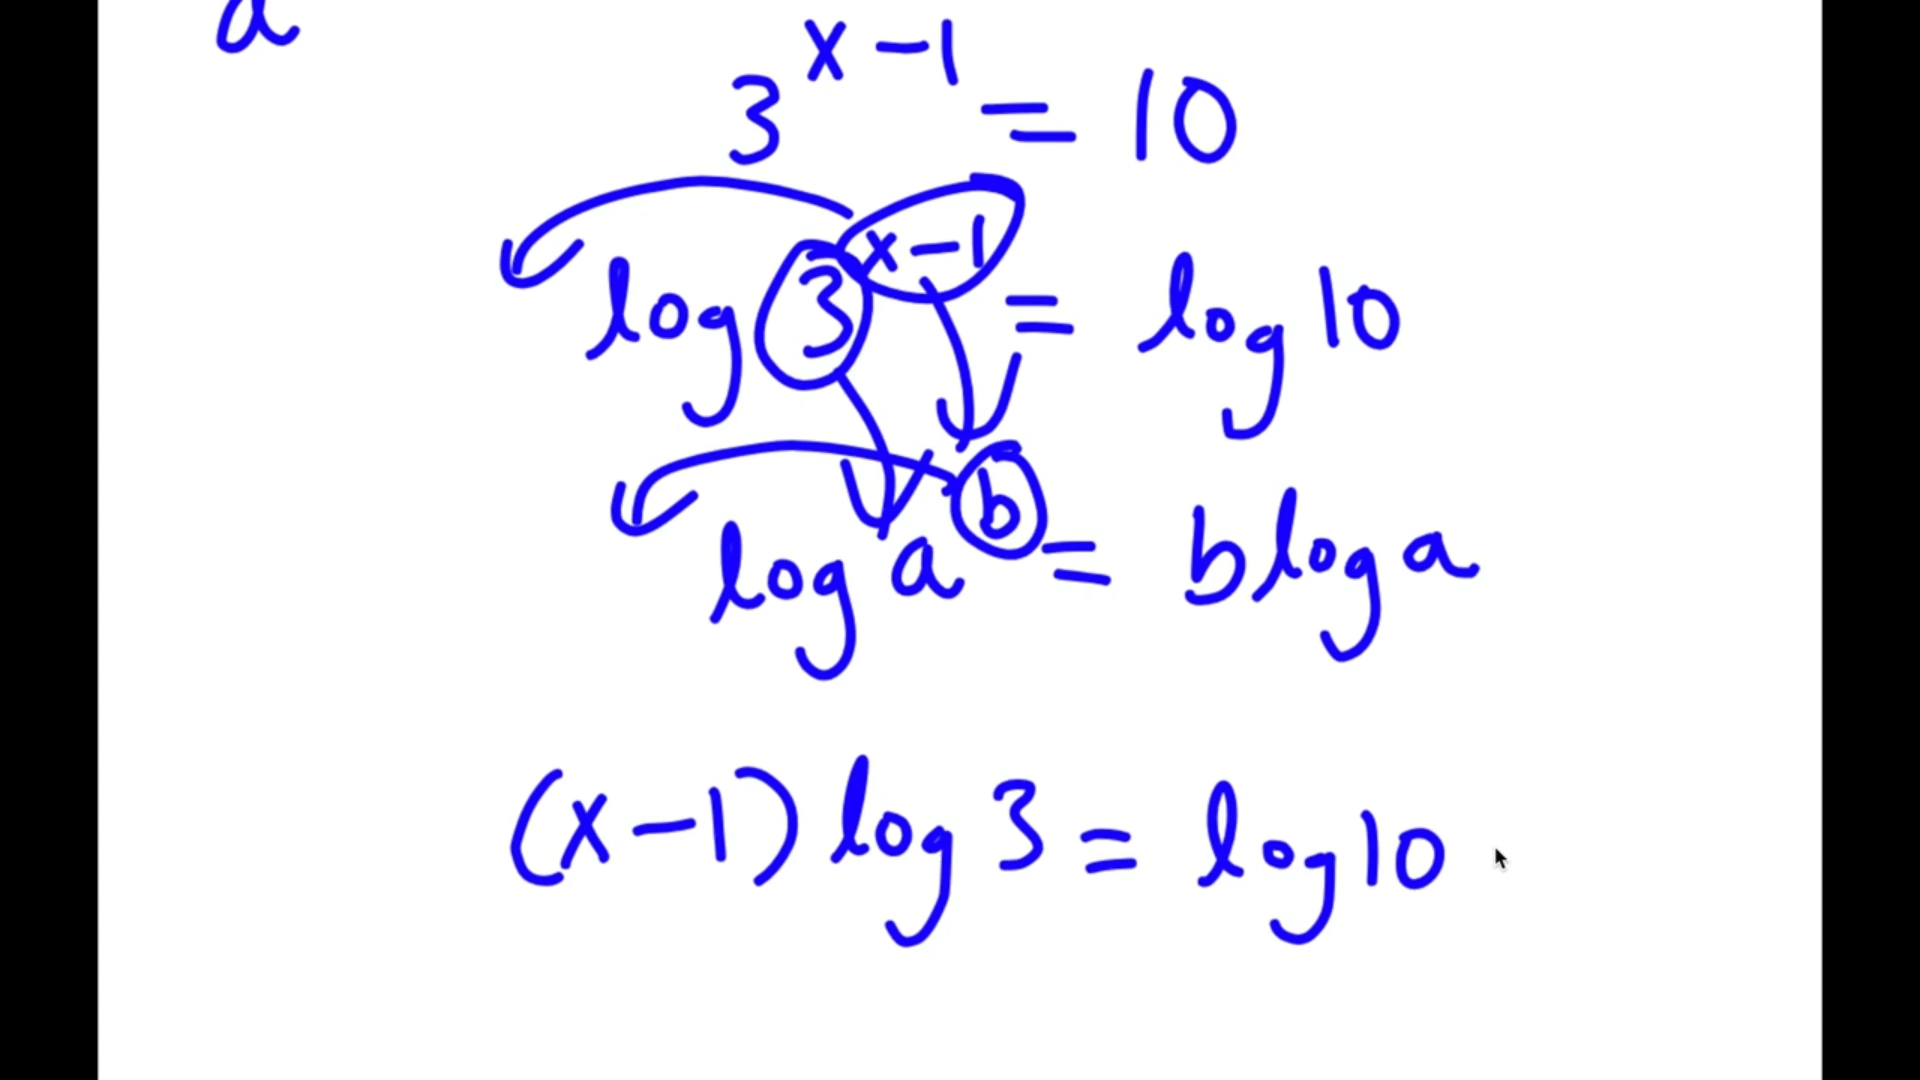 a
3^{x-1} = 10
log 3^{x-1} = log 10
log a^b = b log a
(x-1) log 3 = log 10